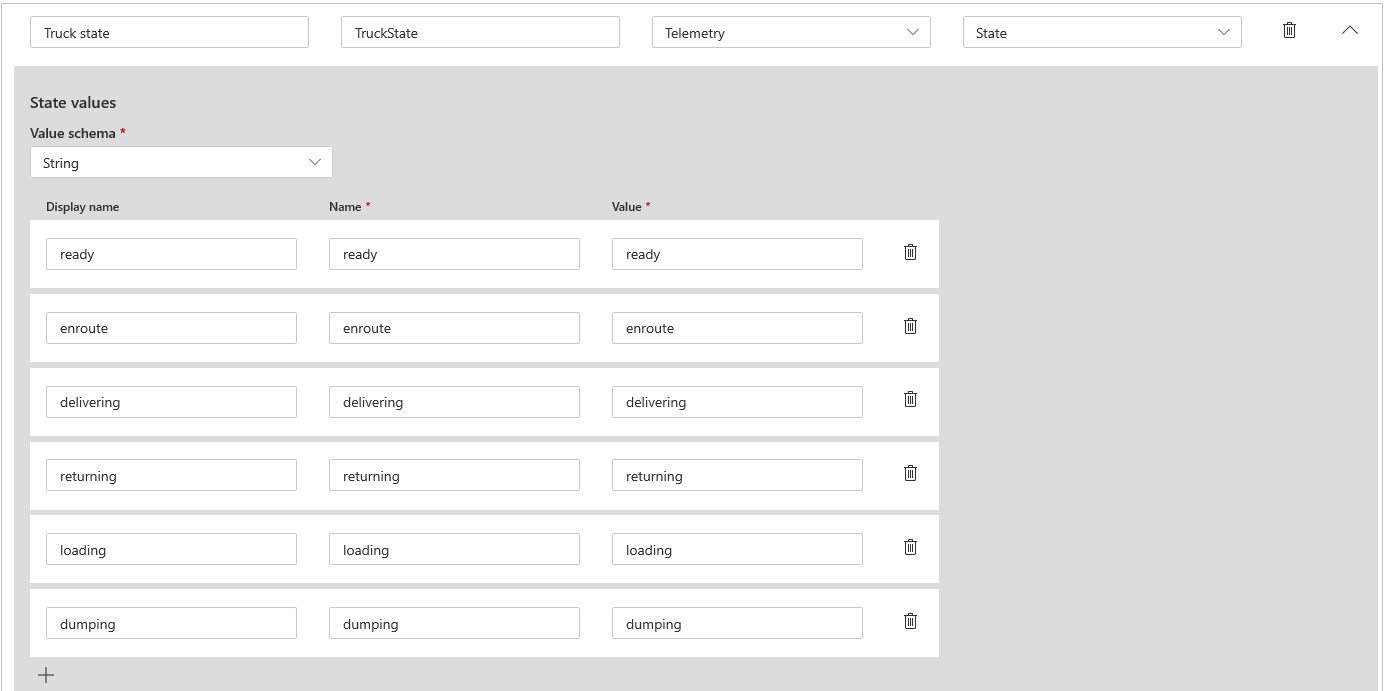 Truck state TruckState Telemetry State
State values
Value schema *
String
Display name Name * Value *
ready ready ready
enroute enroute enroute
delivering delivering delivering
returning returning returning
loading loading loading
dumping dumping dumping